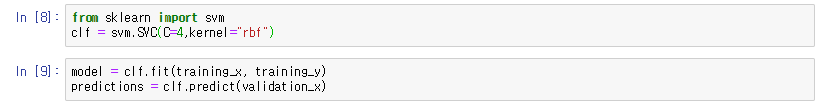 In [8]: from sklearn import svm
clf = svm.SVC(C=4,kernel="rbf")
In [9]: model = clf.fit(training_x, training_y)
predictions = clf.predict(validation_x)